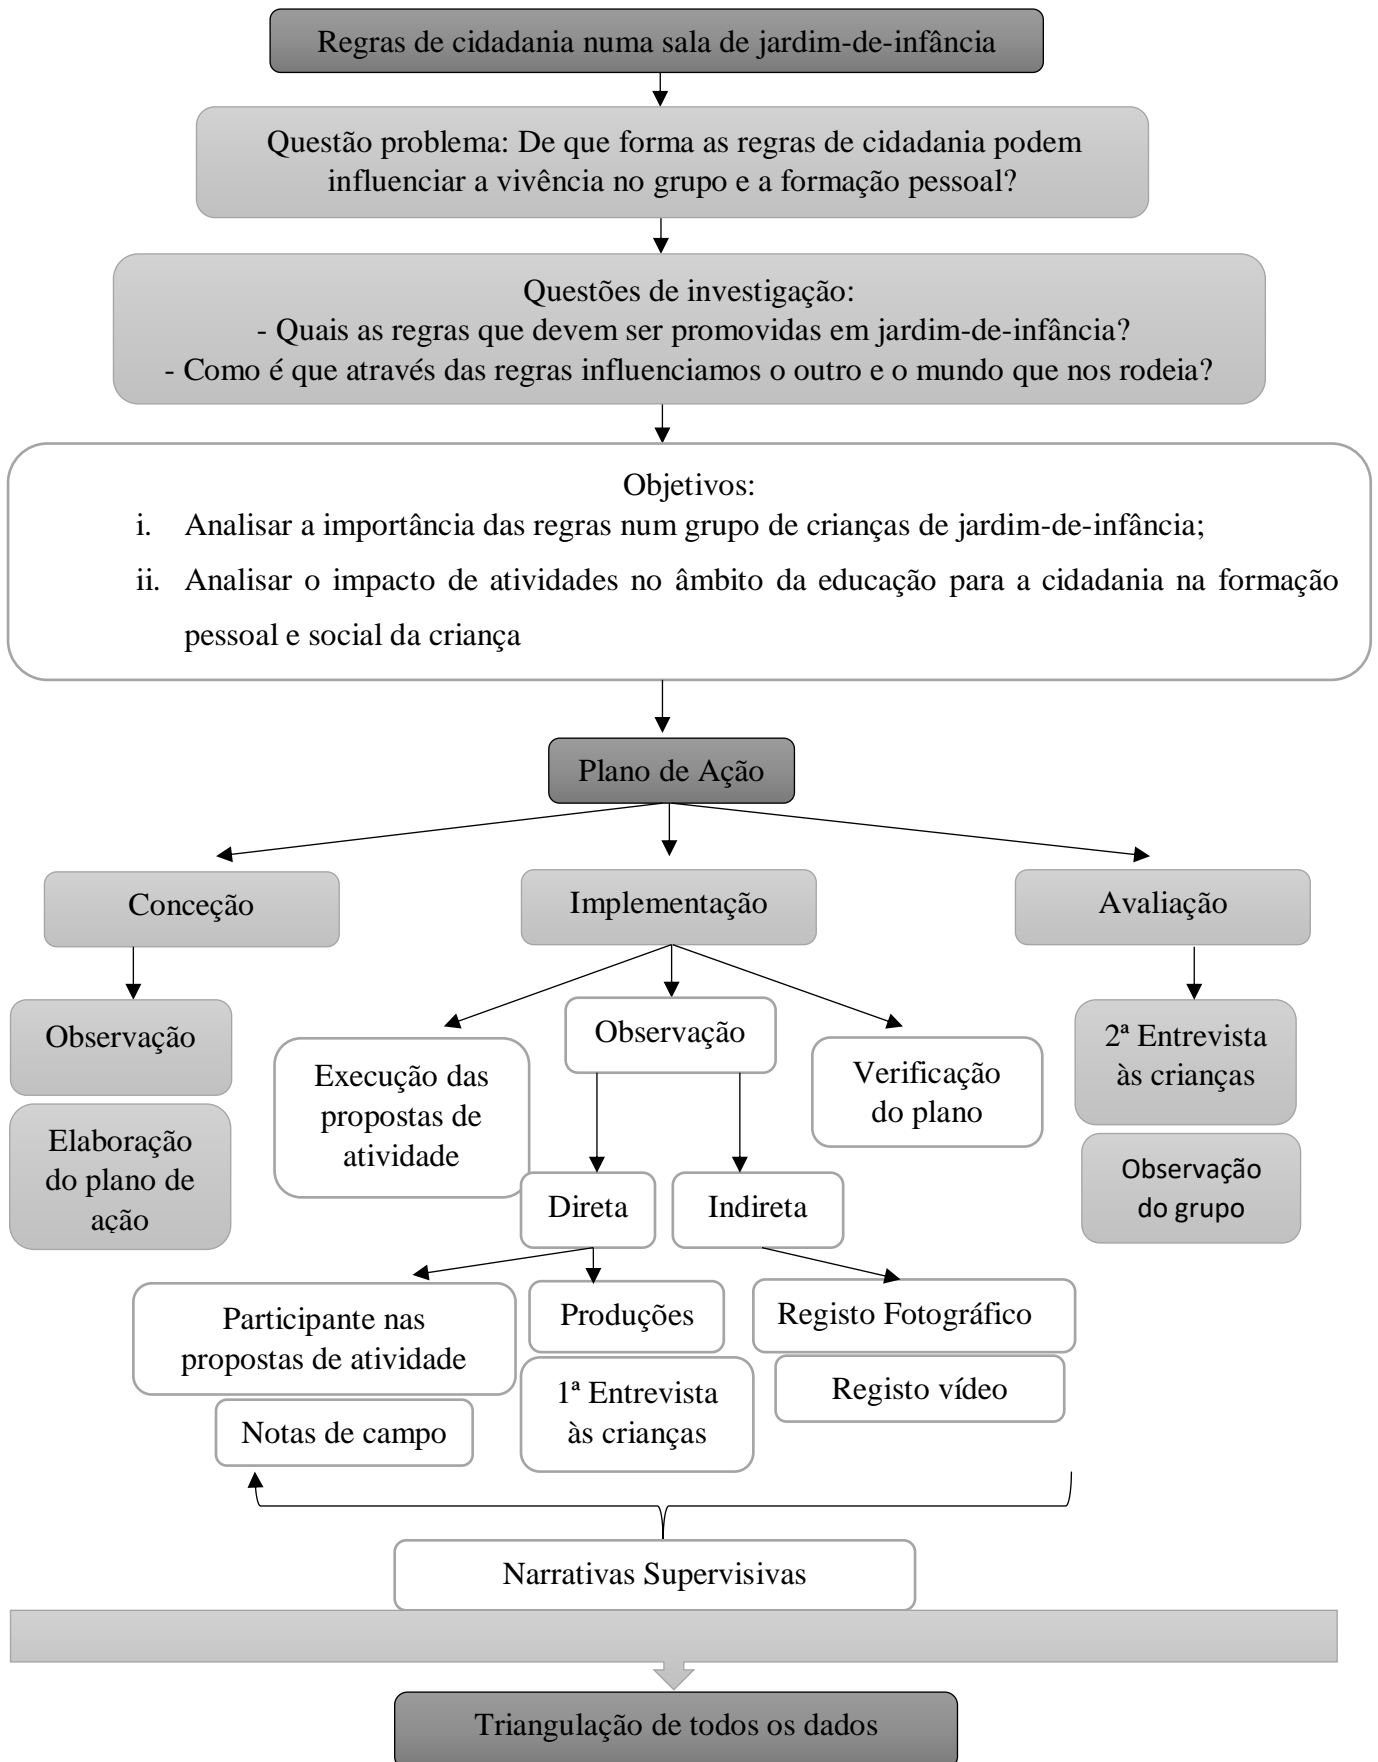 Regras de cidadania numa sala de jardim-de-infância
Questão problema: De que forma as regras de cidadania podem
influenciar a vivência no grupo e a formação pessoal?
Questões de investigação:
- Quais as regras que devem ser promovidas em jardim-de-infância?
- Como é que através das regras influenciamos o outro e o mundo que nos rodeia?
Objetivos:
i. Analisar a importância das regras num grupo de crianças de jardim-de-infância;
ii. Analisar o impacto de atividades no âmbito da educação para a cidadania na formação
pessoal e social da criança
Plano de Ação
Conceção
Implementação
Avaliação
Observação
Elaboração
do plano de
ação
Execução das
propostas de
atividade
Observação
Verificação
do plano
2ª Entrevista
às crianças
Observação
do grupo
Direta
Indireta
Participante nas
propostas de atividade
Notas de campo
Produções
1ª Entrevista
às crianças
Registo Fotográfico
Registo vídeo
Narrativas Supervisivas
Triangulação de todos os dados